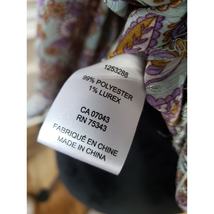 1253288
99% POLYESTER
1% LUREX
CA 07043
RN 75343
FABRIQUÉ EN CHINE
MADE IN CHINA